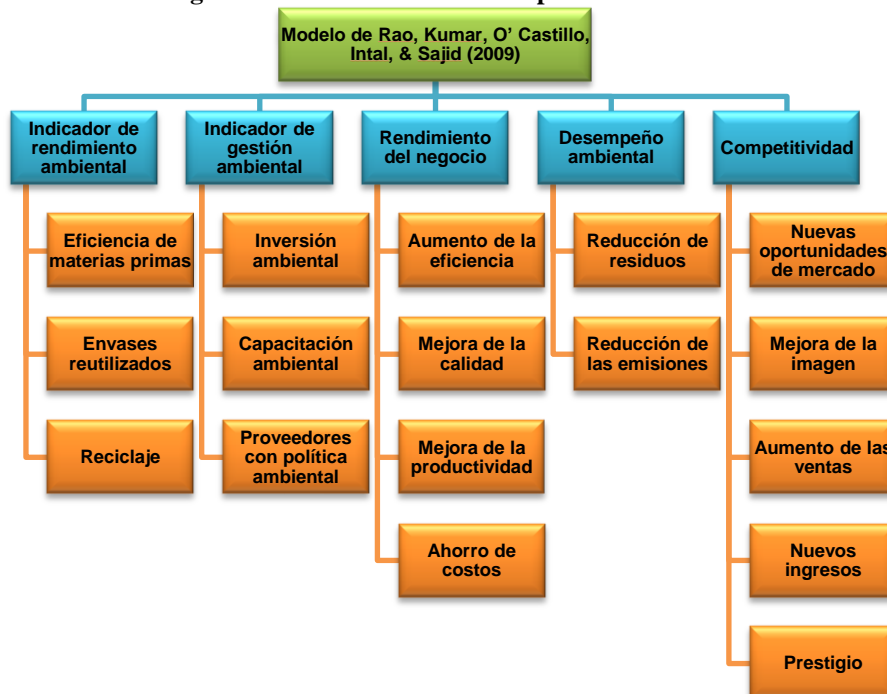 Modelo de Rao, Kumar, O’ Castillo,
Intal, & Sajid (2009)
Indicador de
rendimiento
ambiental
Eficiencia de
materias primas
Envases
reutilizados
Reciclaje
Indicador de
gestión
ambiental
Inversión
ambiental
Capacitación
ambiental
Proveedores
con política
ambiental
Rendimiento
del negocio
Aumento de la
eficiencia
Mejora de la
calidad
Mejora de la
productividad
Ahorro de
costos
Desempeño
ambiental
Reducción de
residuos
Reducción de
las emisiones
Competitividad
Nuevas
oportunidades
de mercado
Mejora de la
imagen
Aumento de las
ventas
Nuevos
ingresos
Prestigio